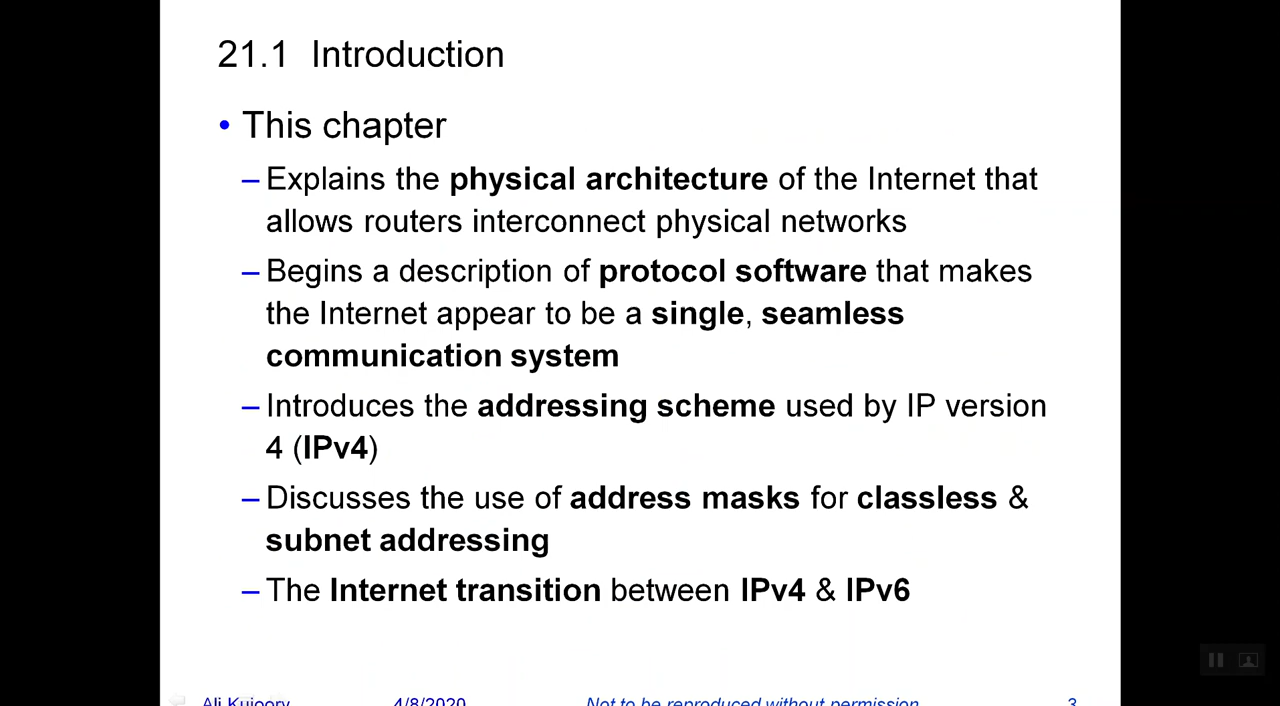 21.1 Introduction
• This chapter
– Explains the physical architecture of the Internet that
allows routers interconnect physical networks
– Begins a description of protocol software that makes
the Internet appear to be a single, seamless
communication system
– Introduces the addressing scheme used by IP version
4 (IPv4)
– Discusses the use of address masks for classless &
subnet addressing
– The Internet transition between IPv4 & IPv6
Ali Kujoory 4/8/2020 Not to be reproduced without permission 3